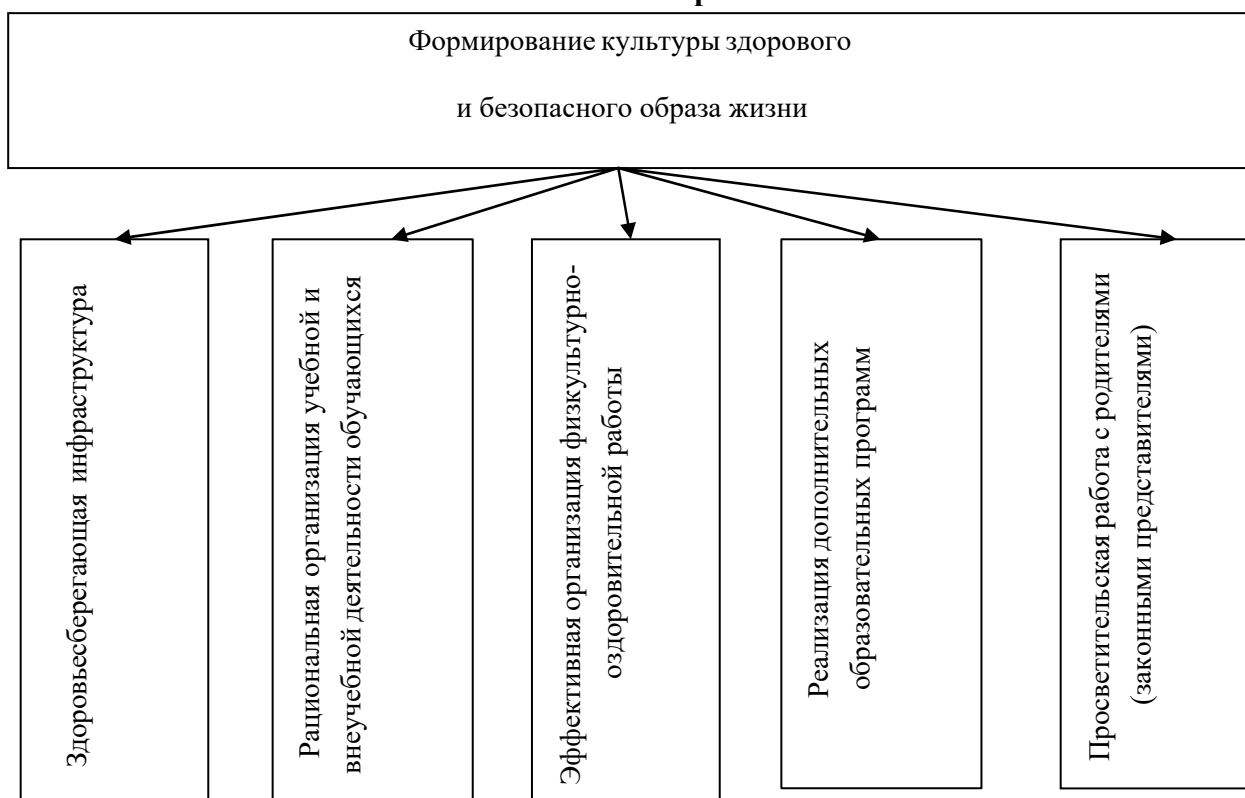 Формирование культуры здорового
и безопасного образа жизни
Здоровьесберегающая инфраструктура
Рациональная организация учебной и
внеучебной деятельности обучающихся
Эффективная организация физкультурно-
оздоровительной работы
Реализация дополнительных
образовательных программ
Просветительская работа с родителями
(законными представителями)